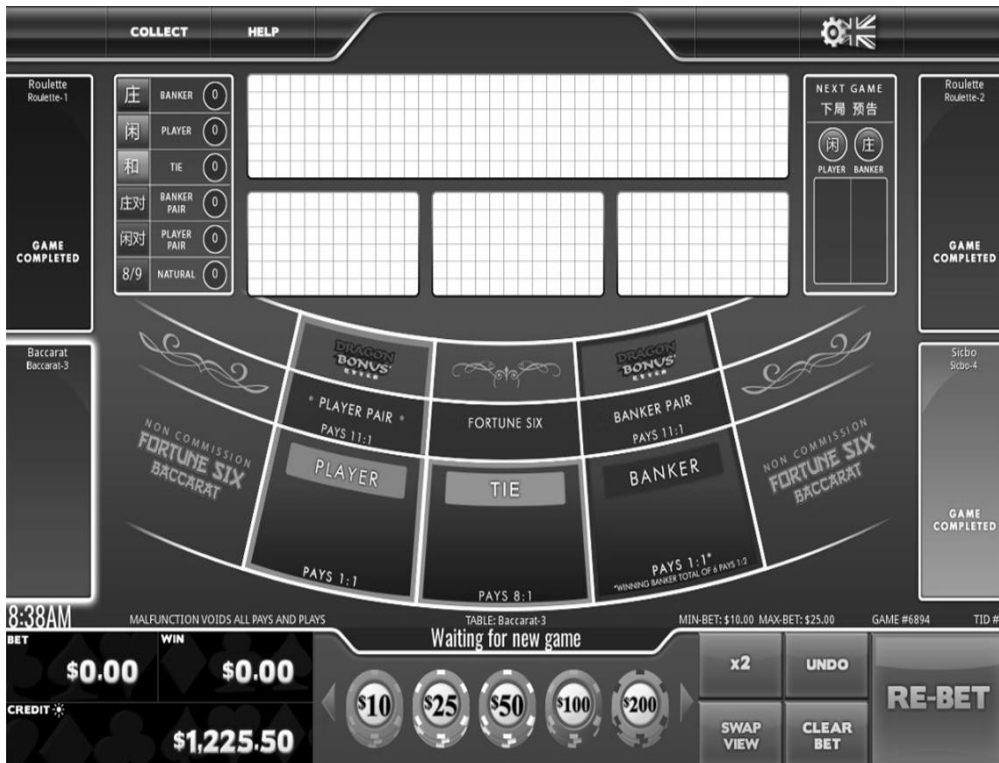 COLLECT
HELP
Roulette
Roulette-1
GAME
COMPLETED
庄 BANKER 0
闲 PLAYER 0
和 TIE 0
庄对 BANKER PAIR 0
闲对 PLAYER PAIR 0
8/9 NATURAL 0
NEXT GAME
下局 预告
闲 庄
PLAYER BANKER
Roulette
Roulette-2
GAME
COMPLETED
Baccarat
Baccarat-3
Sicbo
Sicbo-4
GAME
COMPLETED
DRAGON
BONUS
DRAGON
BONUS
* PLAYER PAIR *
PAYS 11:1
FORTUNE SIX
BANKER PAIR
PAYS 11:1
NON COMMISSION
FORTUNE SIX
BACCARAT
PLAYER
PAYS 1:1
TIE
PAYS 8:1
BANKER
PAYS 1:1*
*WINNING BANKER TOTAL OF 6 PAYS 1:2
NON COMMISSION
FORTUNE SIX
BACCARAT
8:38AM
MALFUNCTION VOIDS ALL PAYS AND PLAYS
TABLE: Baccarat-3
MIN-BET: $10.00 MAX-BET: $25.00
GAME #6894
TID #
Waiting for new game
BET
$0.00
WIN
$0.00
CREDIT
$1,225.50
$10
$25
$50
$100
$200
x2
UNDO
SWAP
VIEW
CLEAR
BET
RE-BET